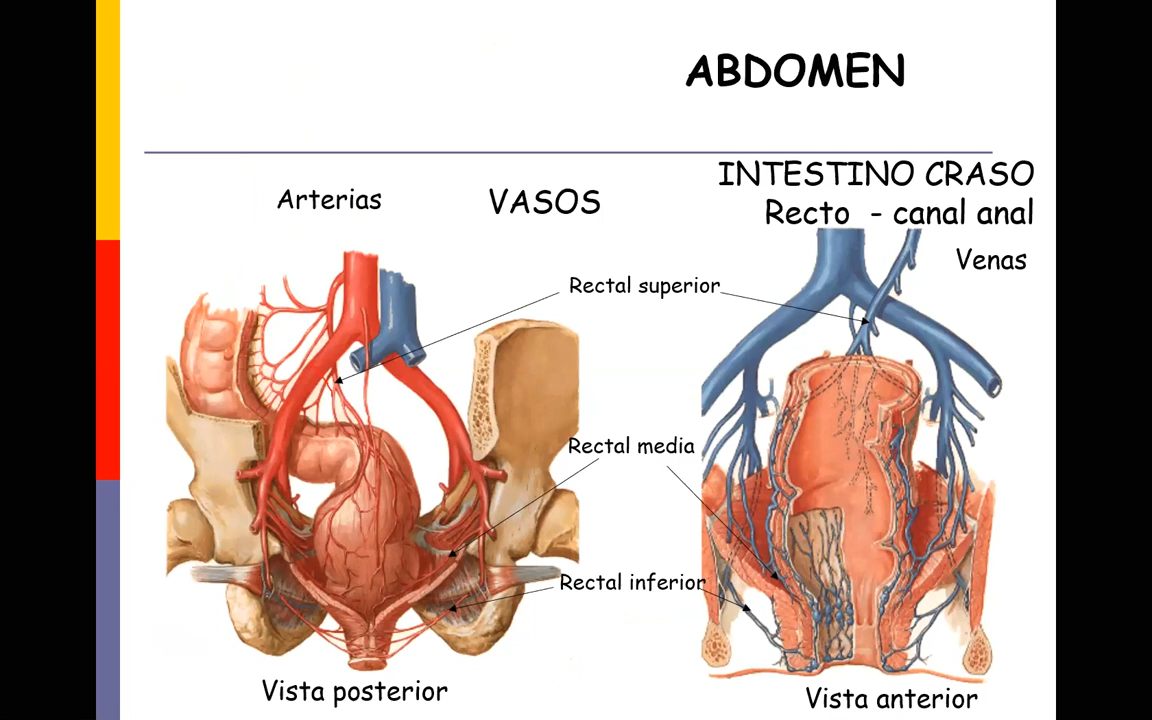 ABDOMEN
INTESTINO CRASO
Recto - canal anal
Arterias
VASOS
Venas
Rectal superior
Rectal media
Rectal inferior
Vista posterior
Vista anterior